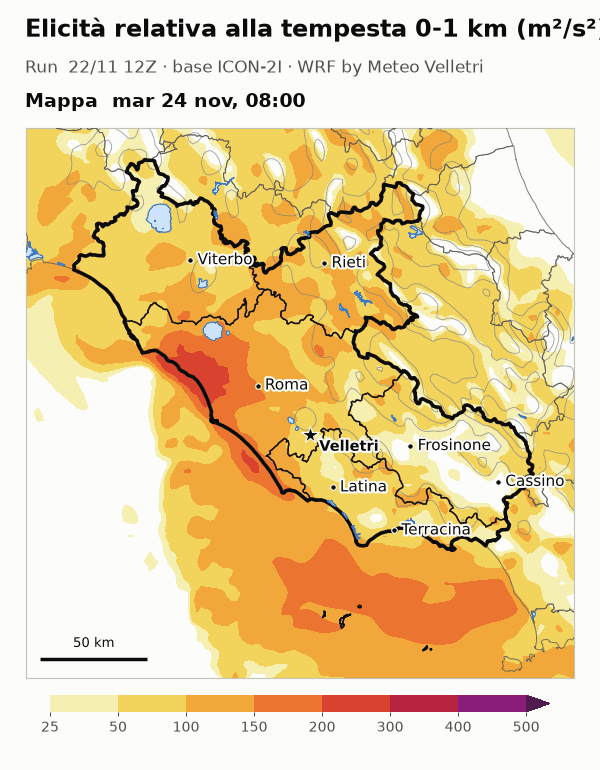 Elicità relativa alla tempesta 0-1 km (m²/s²)
Run 22/11 12Z · base ICON-2I · WRF by Meteo Velletri
Mappa mar 24 nov, 08:00
Viterbo
Rieti
Roma
Velletri
Frosinone
Cassino
Latina
Terracina
50 km
25 50 100 150 200 300 400 500